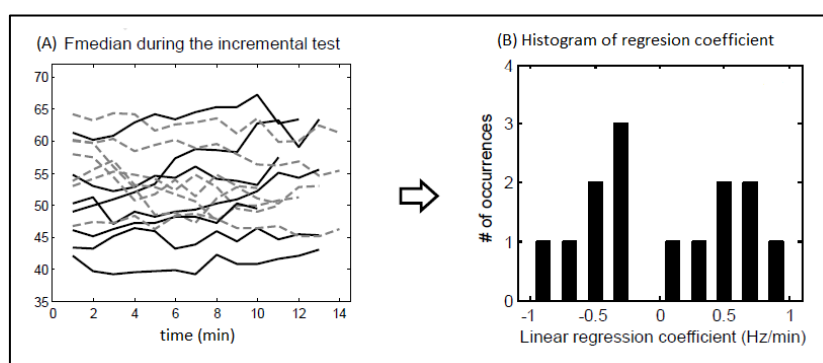 (A) Fmedian during the incremental test
70
65
60
55
50
45
40
35
0 2 4 6 8 10 12 14
time (min)
(B) Histogram of regresion coefficient
4
3
2
1
0
# of occurrences
-1 -0.5 0 0.5 1
Linear regression coefficient (Hz/min)